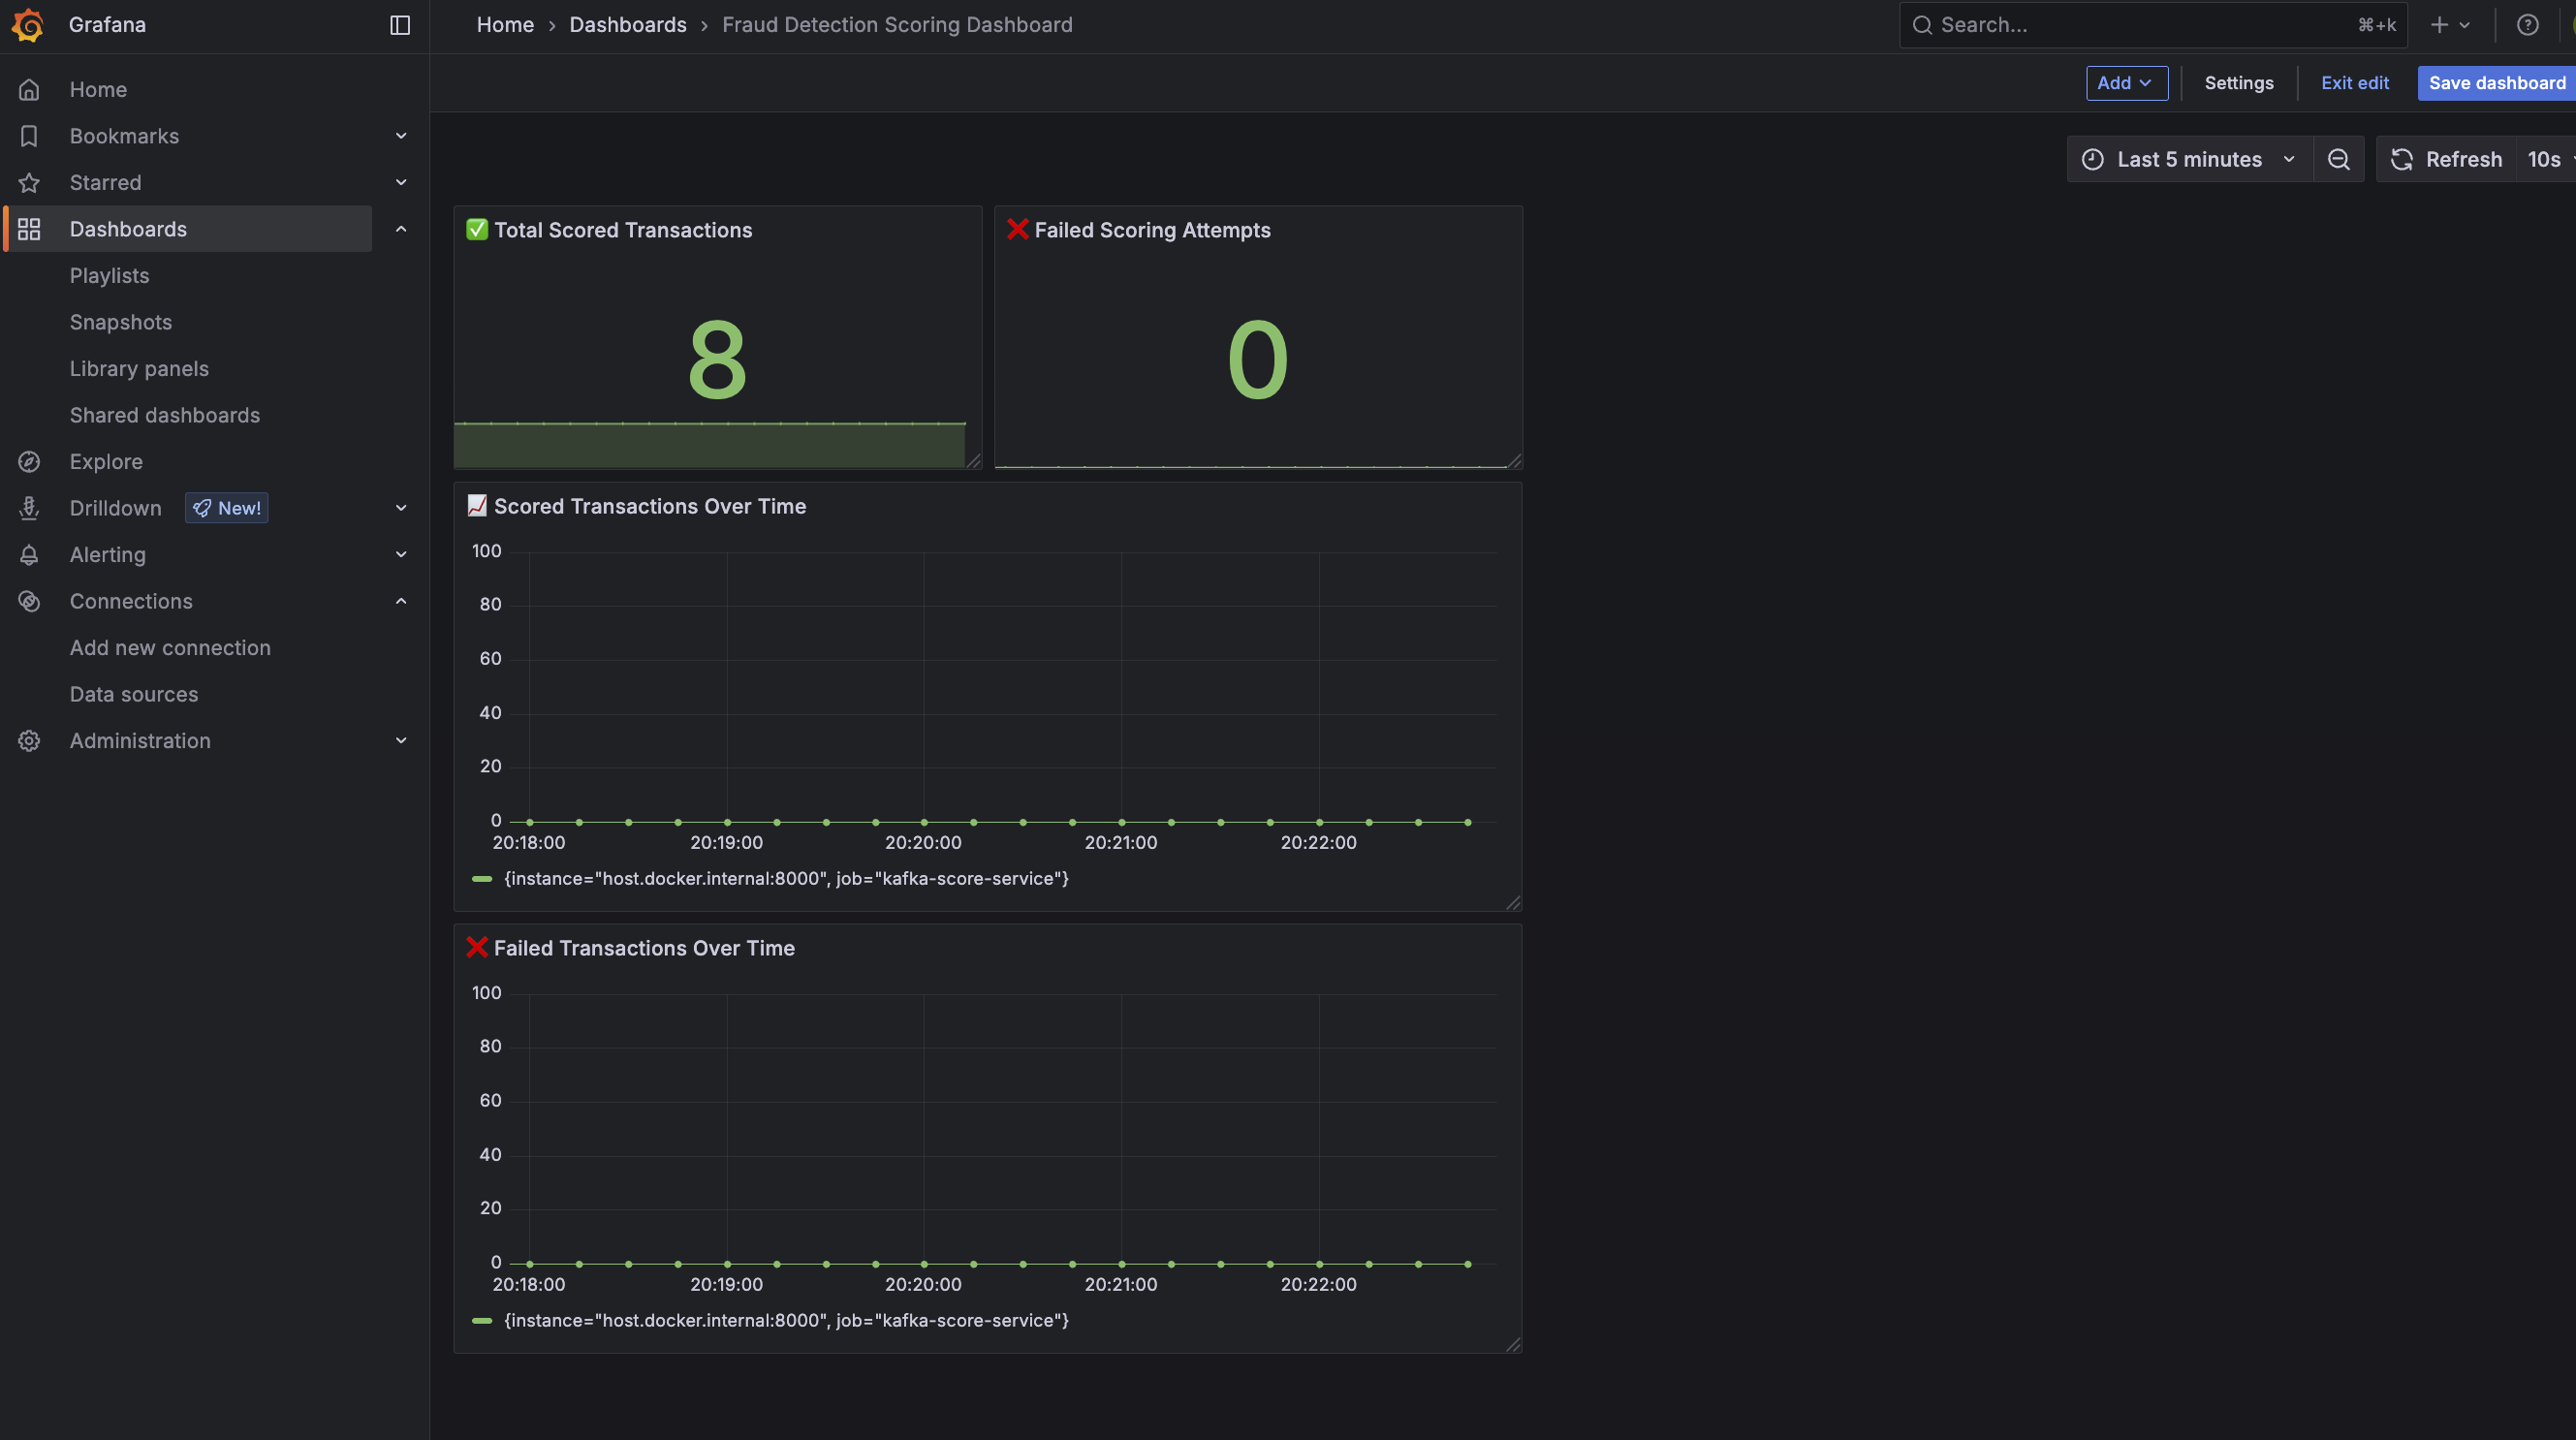 Grafana
Home › Dashboards › Fraud Detection Scoring Dashboard
Search...
⌘+k
Add
Settings
Exit edit
Save dashboard
Last 5 minutes
Refresh
10s
Home
Bookmarks
Starred
Dashboards
Playlists
Snapshots
Library panels
Shared dashboards
Explore
Drilldown New!
Alerting
Connections
Add new connection
Data sources
Administration
✅ Total Scored Transactions
8
❌ Failed Scoring Attempts
0
📈 Scored Transactions Over Time
100
80
60
40
20
0
20:18:00 20:19:00 20:20:00 20:21:00 20:22:00
{instance="host.docker.internal:8000", job="kafka-score-service"}
❌ Failed Transactions Over Time
100
80
60
40
20
0
20:18:00 20:19:00 20:20:00 20:21:00 20:22:00
{instance="host.docker.internal:8000", job="kafka-score-service"}